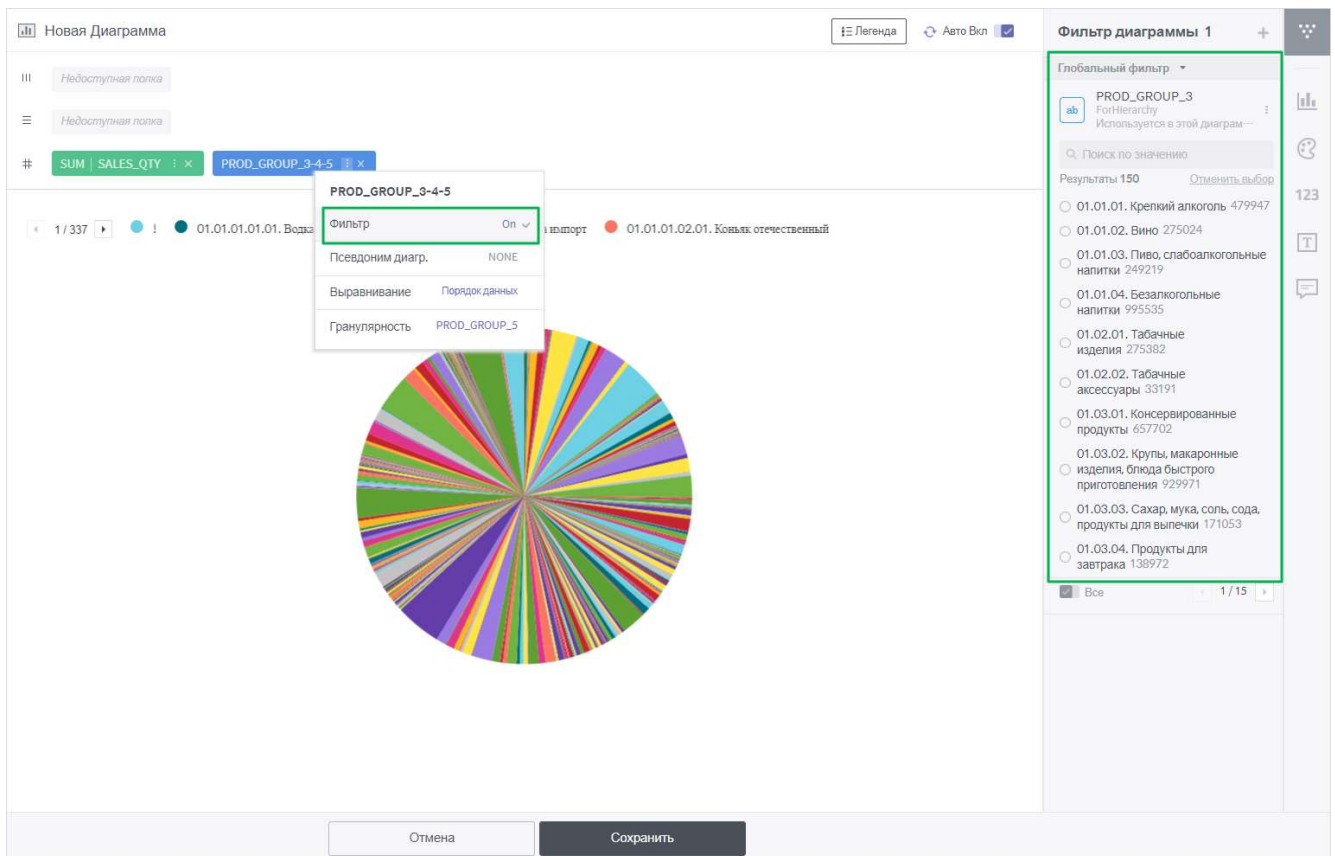 Новая Диаграмма
Легенда
Авто Вкл
Недоступная полка
Недоступная полка
SUM | SALES_QTY
PROD_GROUP_3-4-5
PROD_GROUP_3-4-5
Фильтр On
Псевдоним диагр. NONE
Выравнивание Порядок данных
Гранулярность PROD_GROUP_5
1 / 337 ! 01.01.01.01.01. Водка импорт 01.01.01.02.01. Коньяк отечественный
Отмена
Сохранить
Фильтр диаграммы 1 +
Глобальный фильтр
ab
PROD_GROUP_3
ForHierarchy
Используется в этой диаграм...
Поиск по значению
Результаты 150 Отменить выбор
01.01.01. Крепкий алкоголь 479947
01.01.02. Вино 275024
01.01.03. Пиво, слабоалкогольные
напитки 249219
01.01.04. Безалкогольные
напитки 995535
01.02.01. Табачные
изделия 275382
01.02.02. Табачные
аксессуары 33191
01.03.01. Консервированные
продукты 657702
01.03.02. Крупы, макаронные
изделия, блюда быстрого
приготовления 929971
01.03.03. Сахар, мука, соль, сода,
продукты для выпечки 171053
01.03.04. Продукты для
завтрака 138972
Все 1 / 15
123
T